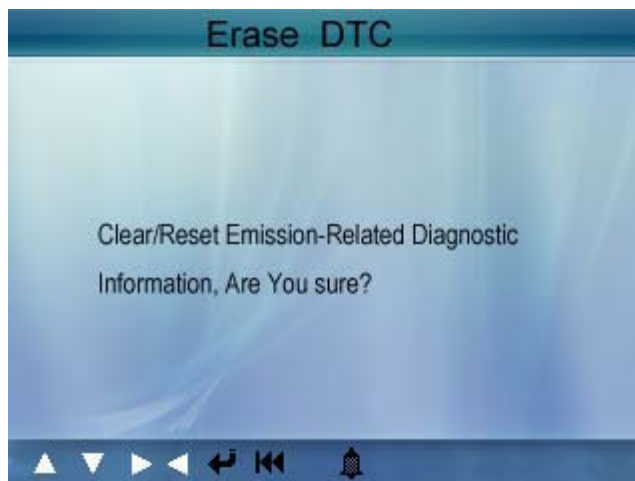 Erase DTC
Clear/Reset Emission-Related Diagnostic
Information, Are You sure?